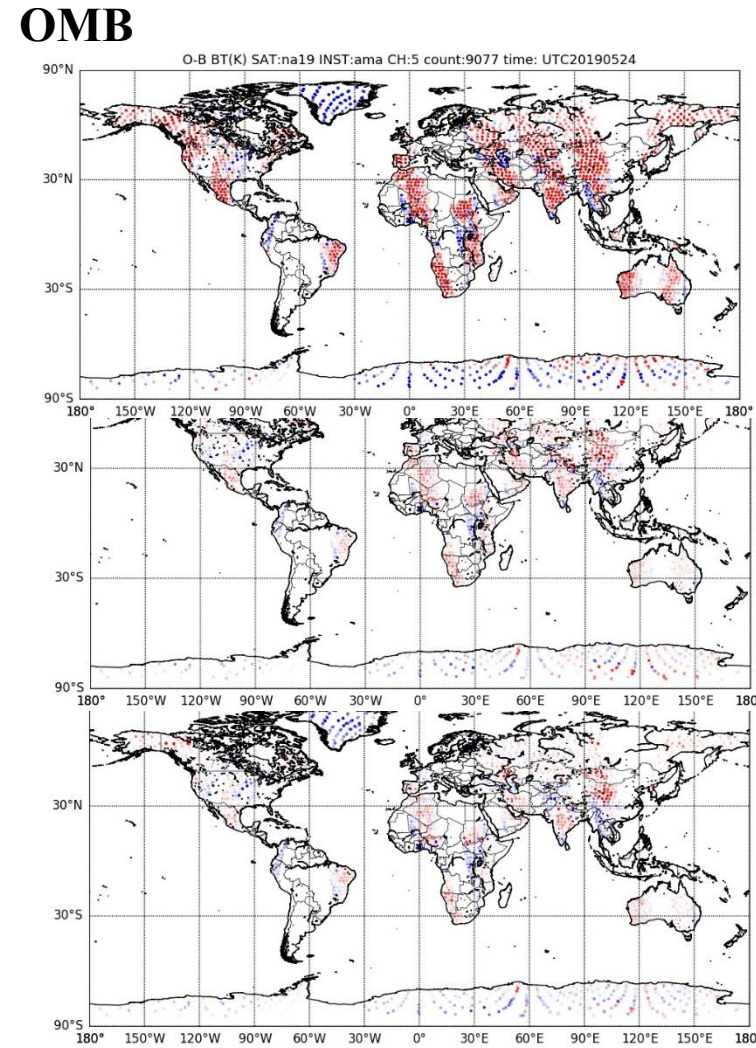 OMB
O-B BT(K) SAT:na19 INST:ama CH:5 count:9077 time: UTC20190524
90°N
30°N
30°S
90°S
180° 150°W 120°W 90°W 60°W 30°W 0° 30°E 60°E 90°E 120°E 150°E 180°
30°N
30°S
90°S
180° 150°W 120°W 90°W 60°W 30°W 0° 30°E 60°E 90°E 120°E 150°E 180
30°N
30°S
90°S
180° 150°W 120°W 90°W 60°W 30°W 0° 30°E 60°E 90°E 120°E 150°E 180